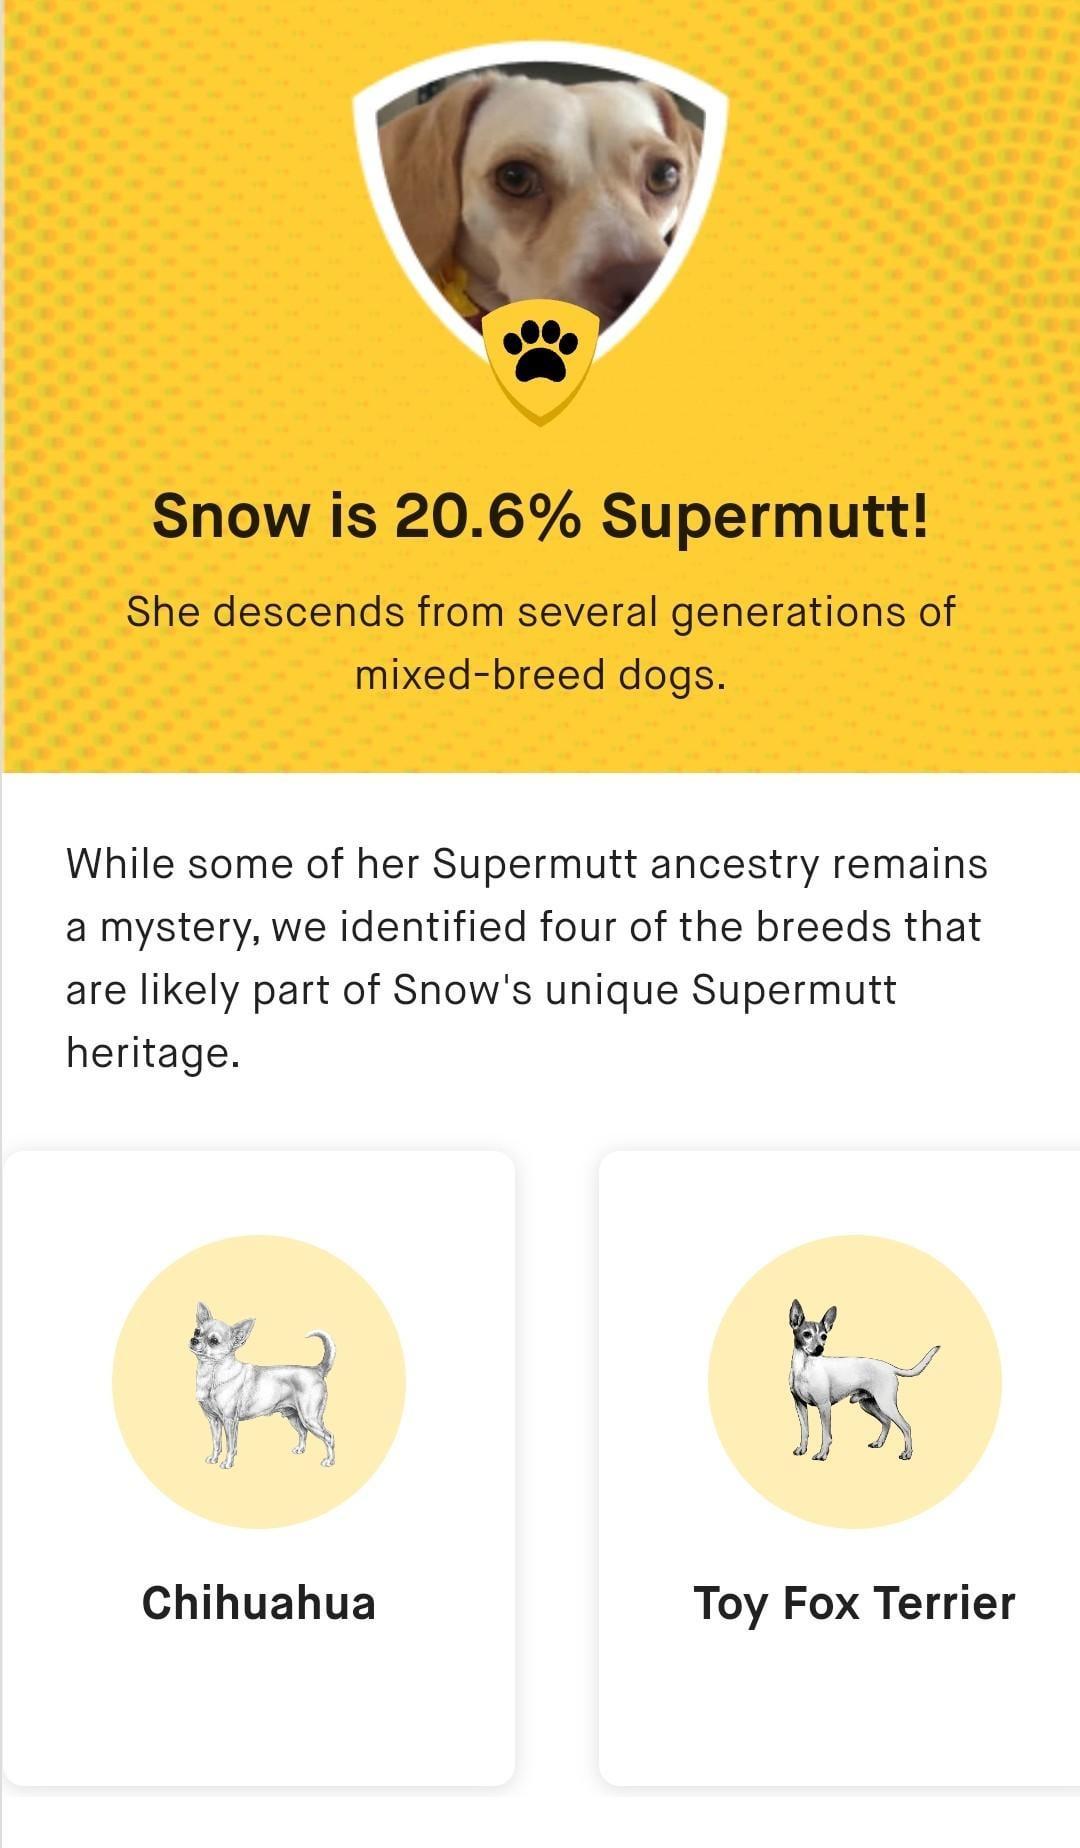 Snow is 20.6% Supermutt!
She descends from several generations of
mixed-breed dogs.
While some of her Supermutt ancestry remains
a mystery, we identified four of the breeds that
are likely part of Snow's unique Supermutt
heritage.
Chihuahua
Toy Fox Terrier